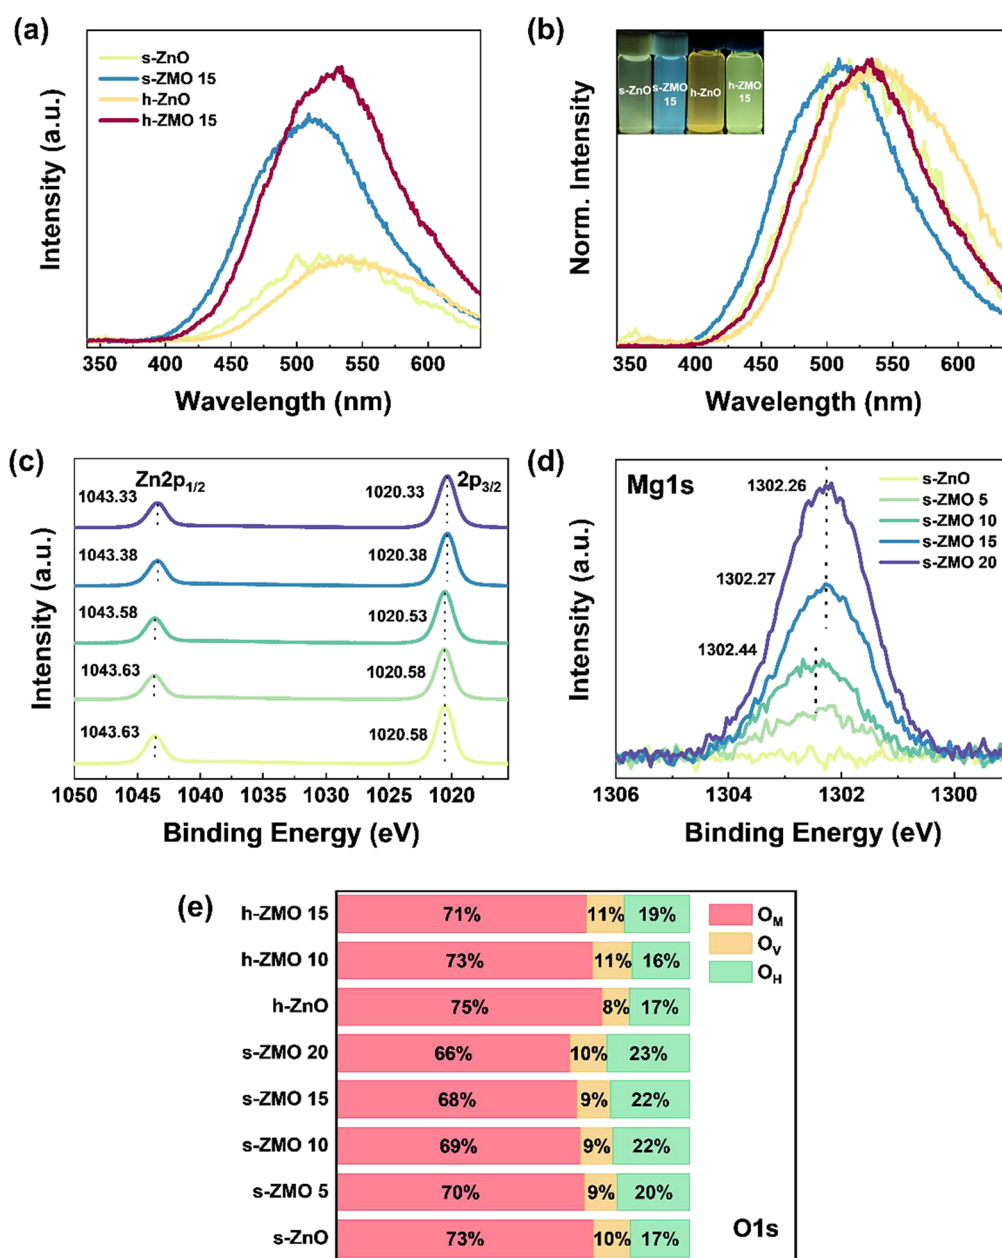 (a)
s-ZnO
s-ZMO 15
h-ZnO
h-ZMO 15
Intensity (a.u.)
350 400 450 500 550 600
Wavelength (nm)
(b)
s-ZnO
s-ZMO
15
h-ZnO
h-ZMO
15
Norm. Intensity
350 400 450 500 550 600
Wavelength (nm)
(c)
Zn2p1/2
2p3/2
1043.33 1020.33
1043.38 1020.38
1043.58 1020.53
1043.63 1020.58
1043.63 1020.58
Intensity (a.u.)
1050 1045 1040 1035 1030 1025 1020
Binding Energy (eV)
(d)
Mg1s
1302.26
1302.27
1302.44
s-ZnO
s-ZMO 5
s-ZMO 10
s-ZMO 15
s-ZMO 20
Intensity (a.u.)
1306 1304 1302 1300
Binding Energy (eV)
(e)
h-ZMO 15 71% 11% 19%
h-ZMO 10 73% 11% 16%
h-ZnO 75% 8% 17%
s-ZMO 20 66% 10% 23%
s-ZMO 15 68% 9% 22%
s-ZMO 10 69% 9% 22%
s-ZMO 5 70% 9% 20%
s-ZnO 73% 10% 17%
OM
OV
OH
O1s